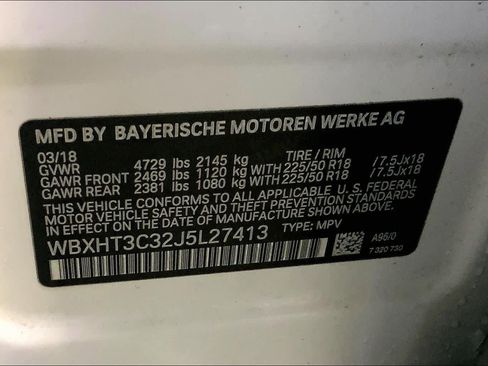 MFD BY BAYERISCHE MOTOREN WERKE AG
03/18 TIRE / RIM
GVWR 4729 lbs 2145 kg
GAWR FRONT 2469 lbs 1120 kg WITH 225/50 R18 / 7.5Jx18
GAWR REAR 2381 lbs 1080 kg WITH 225/50 R18 / 7.5Jx18
THIS VEHICLE CONFORMS TO ALL APPLICABLE U.S. FEDERAL
MOTOR VEHICLE SAFETY AND THEFT PREVENTION STANDARDS
IN EFFECT ON THE DATE OF MANUFACTURE SHOWN ABOVE.
WBXHT3C32J5L27413 TYPE: MPV
A96/0
7 320 730